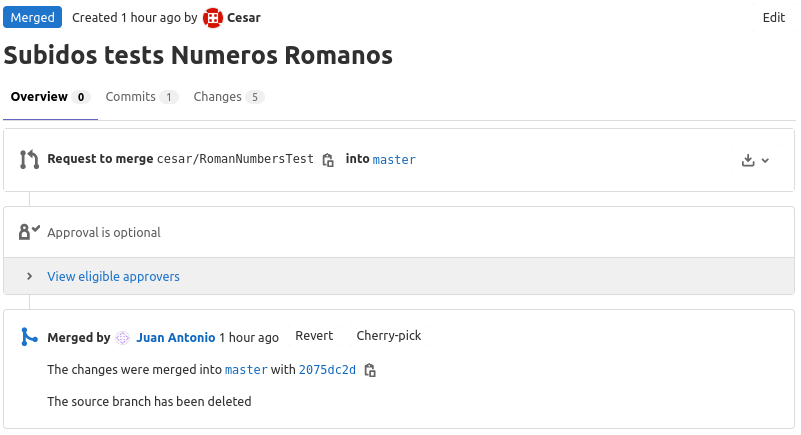 Merged Created 1 hour ago by Cesar Edit
Subidos tests Numeros Romanos
Overview 0 Commits 1 Changes 5
Request to merge cesar/RomanNumbersTest into master
Approval is optional
View eligible approvers
Merged by Juan Antonio 1 hour ago Revert Cherry-pick
The changes were merged into master with 2075dc2d
The source branch has been deleted